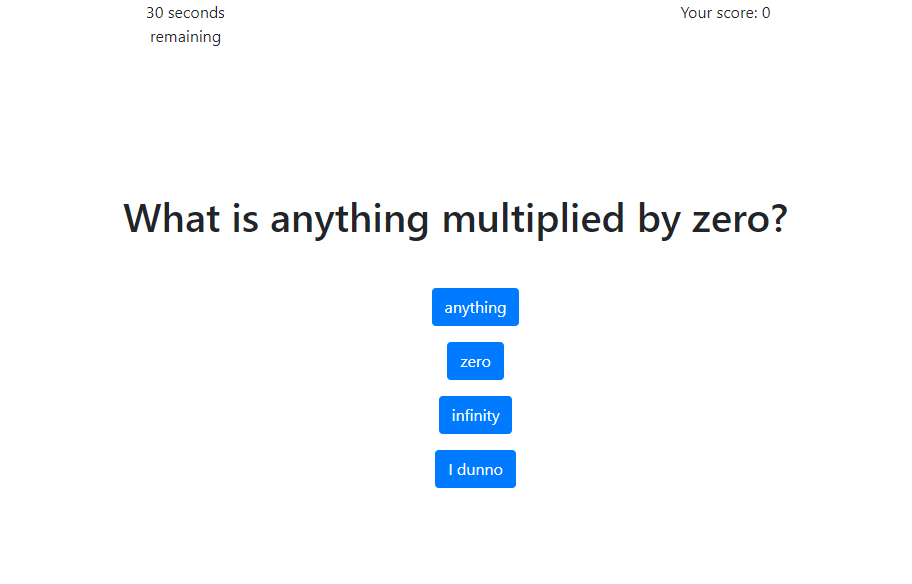 30 seconds
remaining
Your score: 0
What is anything multiplied by zero?
anything
zero
infinity
I dunno